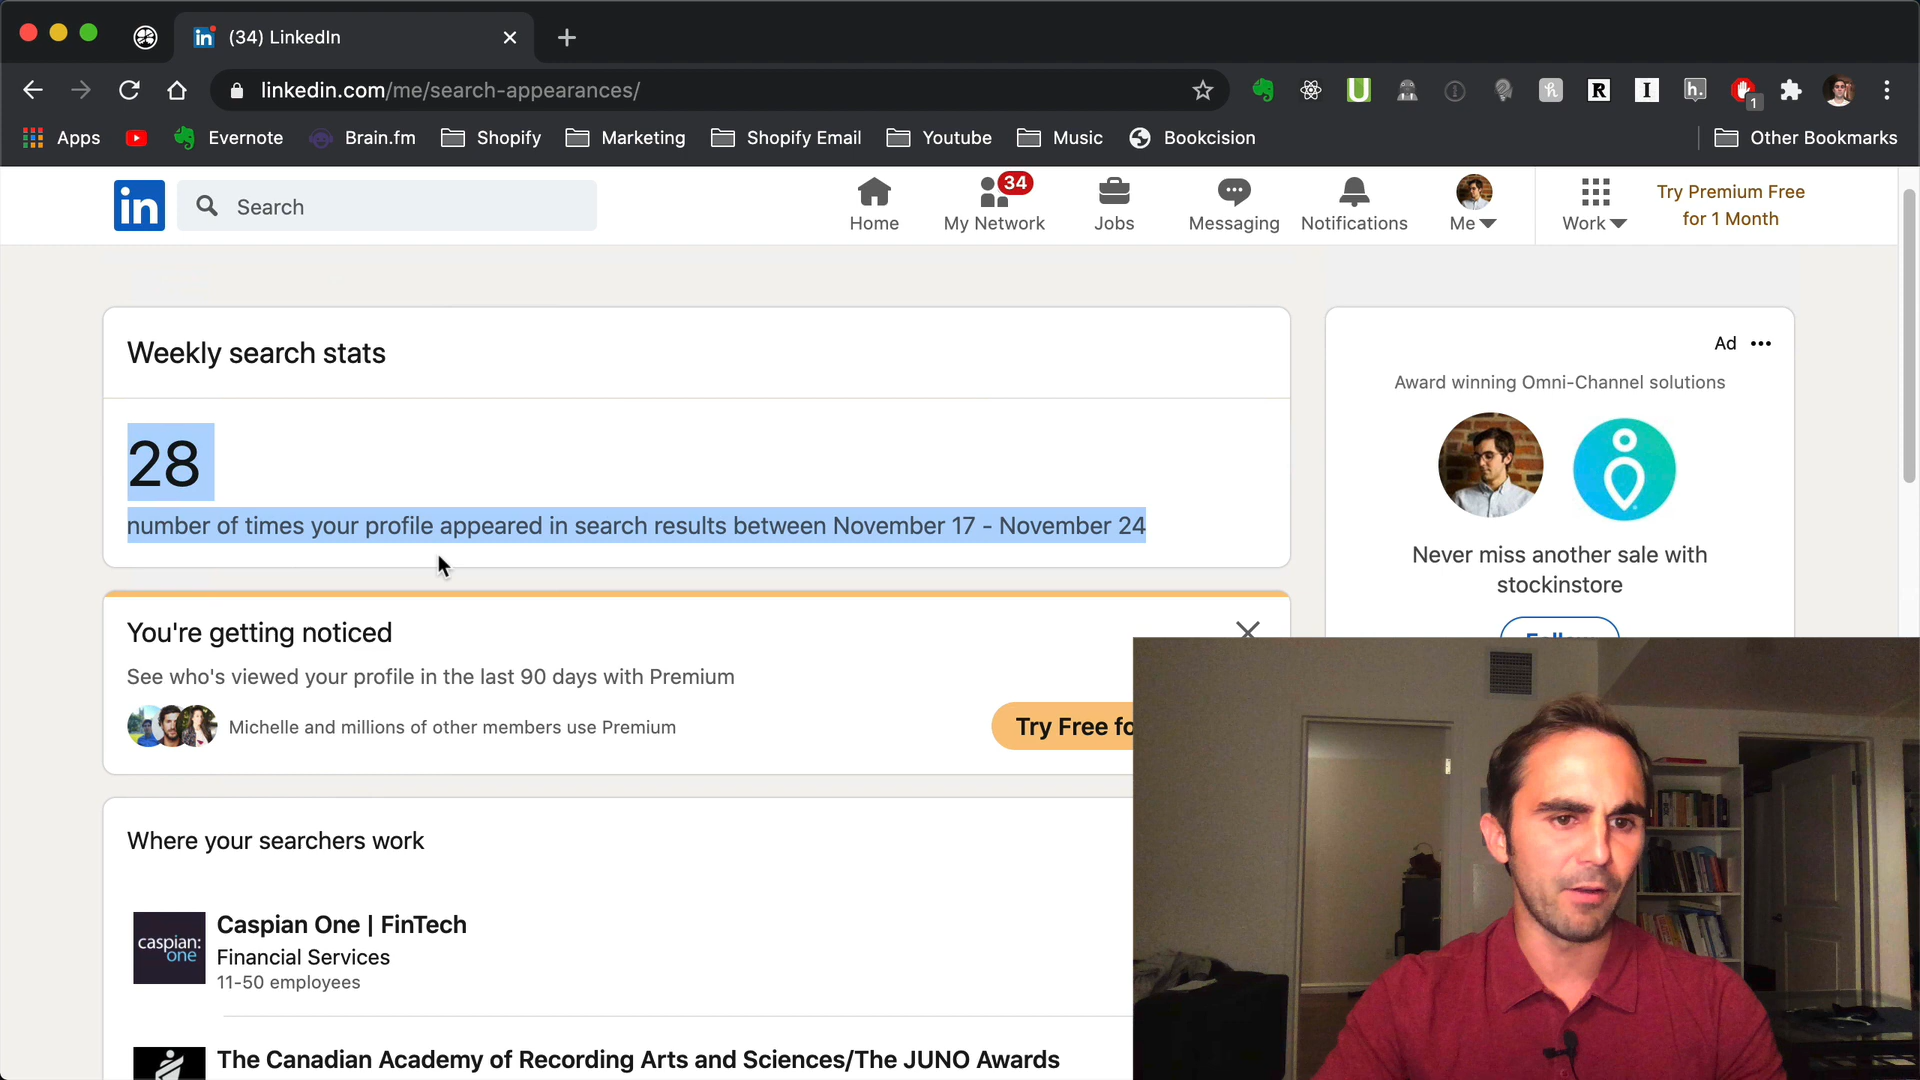 (34) LinkedIn
linkedin.com/me/search-appearances/
1
Apps
Evernote
Brain.fm
Shopify
Marketing
Shopify Email
Youtube
Music
Bookcision
Other Bookmarks
in
Search
Home
34
My Network
Jobs
Messaging
Notifications
Me
Work
Try Premium Free
for 1 Month
Weekly search stats
28
number of times your profile appeared in search results between November 17 - November 24
You're getting noticed
See who's viewed your profile in the last 90 days with Premium
Michelle and millions of other members use Premium
Try Free fo
Where your searchers work
caspian:
one
Caspian One | FinTech
Financial Services
11-50 employees
The Canadian Academy of Recording Arts and Sciences/The JUNO Awards
Ad
Award winning Omni-Channel solutions
Never miss another sale with
stockinstore
Follow